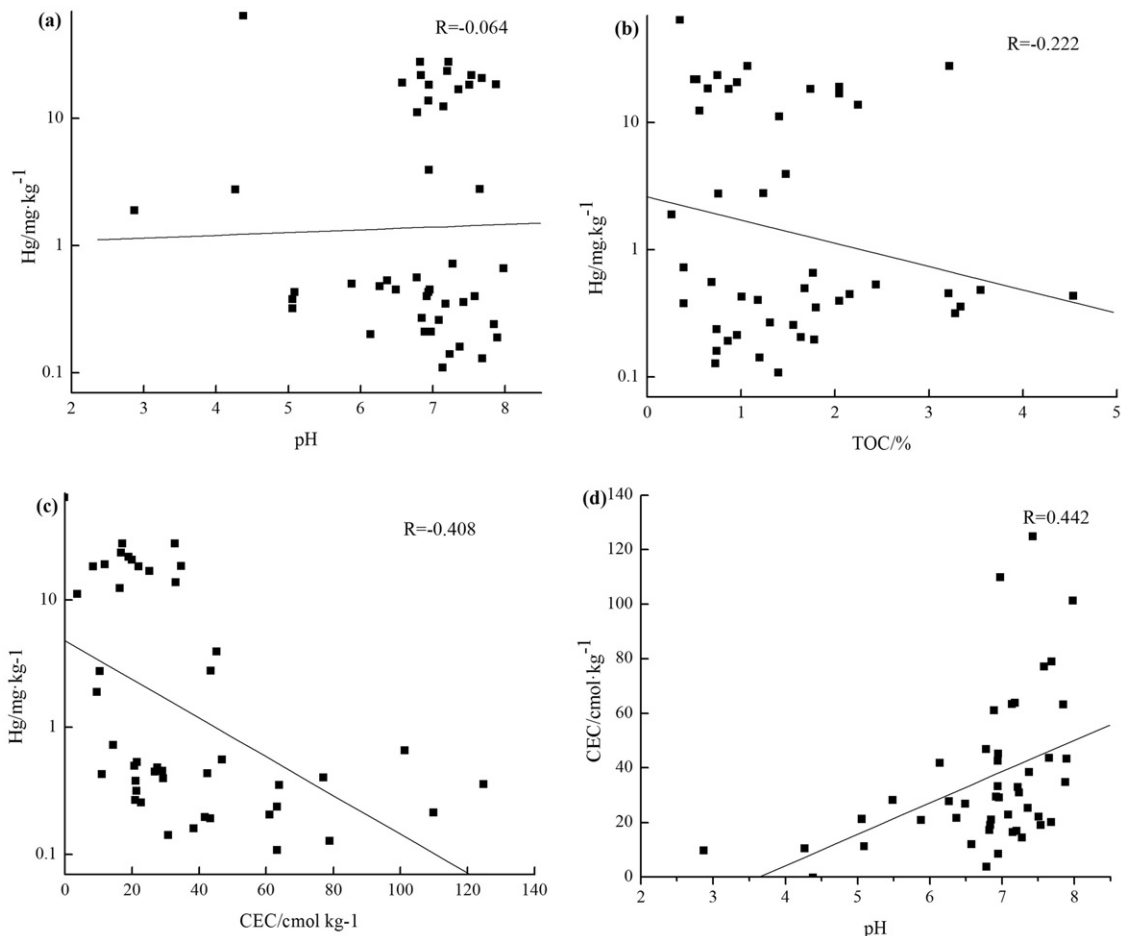 (a)
R=-0.064
10
1
0.1
Hg/mg·kg-1
2 3 4 5 6 7 8
pH
(b)
R=-0.222
10
1
0.1
Hg/mg.kg-1
0 1 2 3 4 5
TOC/%
(c)
R=-0.408
10
1
0.1
Hg/mg·kg-1
0 20 40 60 80 100 120 140
CEC/cmol kg-1
(d)
R=0.442
140
120
100
80
60
40
20
0
CEC/cmol·kg-1
2 3 4 5 6 7 8
pH